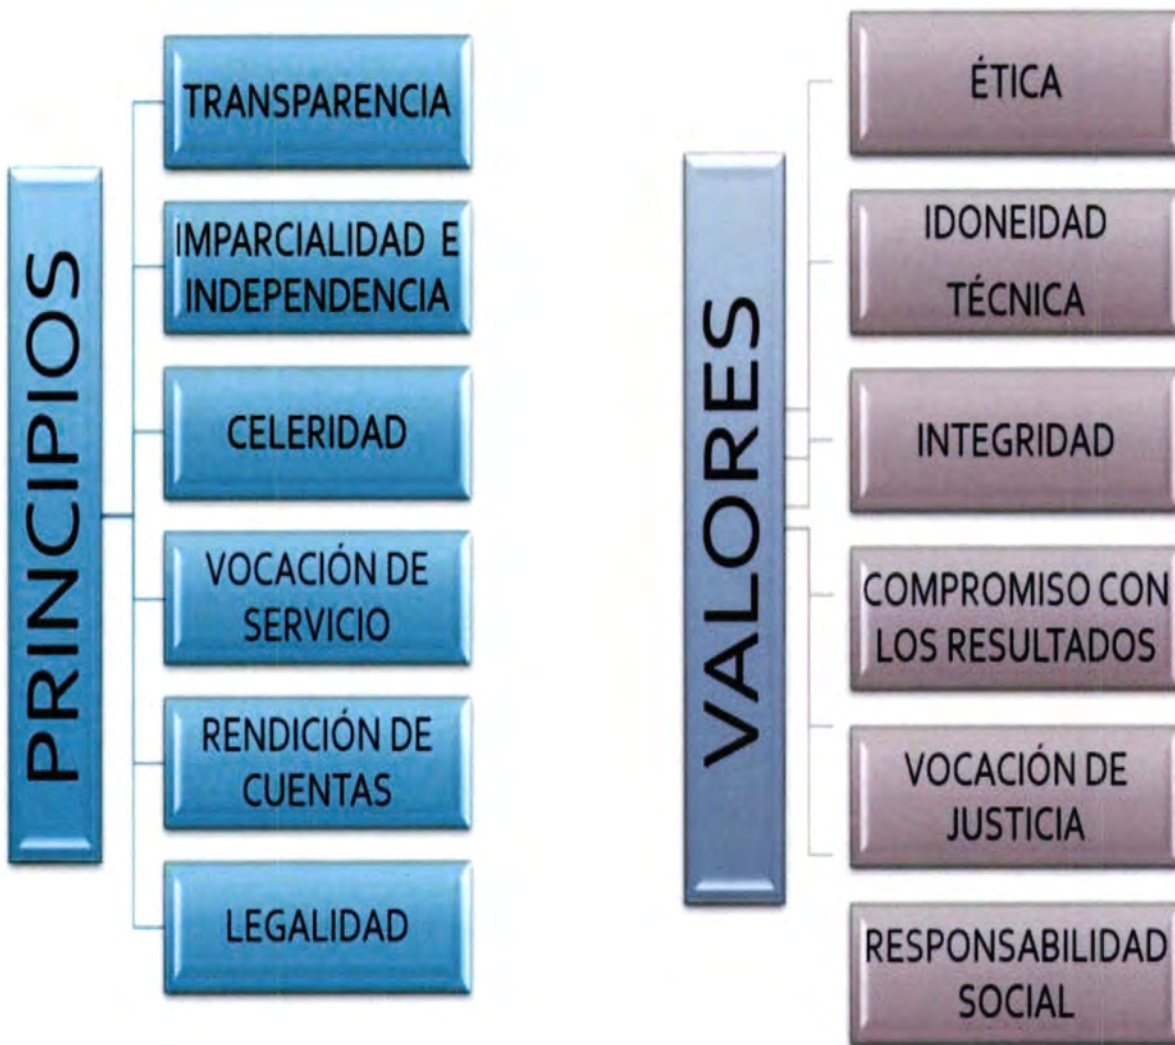 PRINCIPIOS
TRANSPARENCIA
IMPARCIALIDAD E
INDEPENDENCIA
CELERIDAD
VOCACIÓN DE
SERVICIO
RENDICIÓN DE
CUENTAS
LEGALIDAD
VALORES
ÉTICA
IDONEIDAD
TÉCNICA
INTEGRIDAD
COMPROMISO CON
LOS RESULTADOS
VOCACIÓN DE
JUSTICIA
RESPONSABILIDAD
SOCIAL